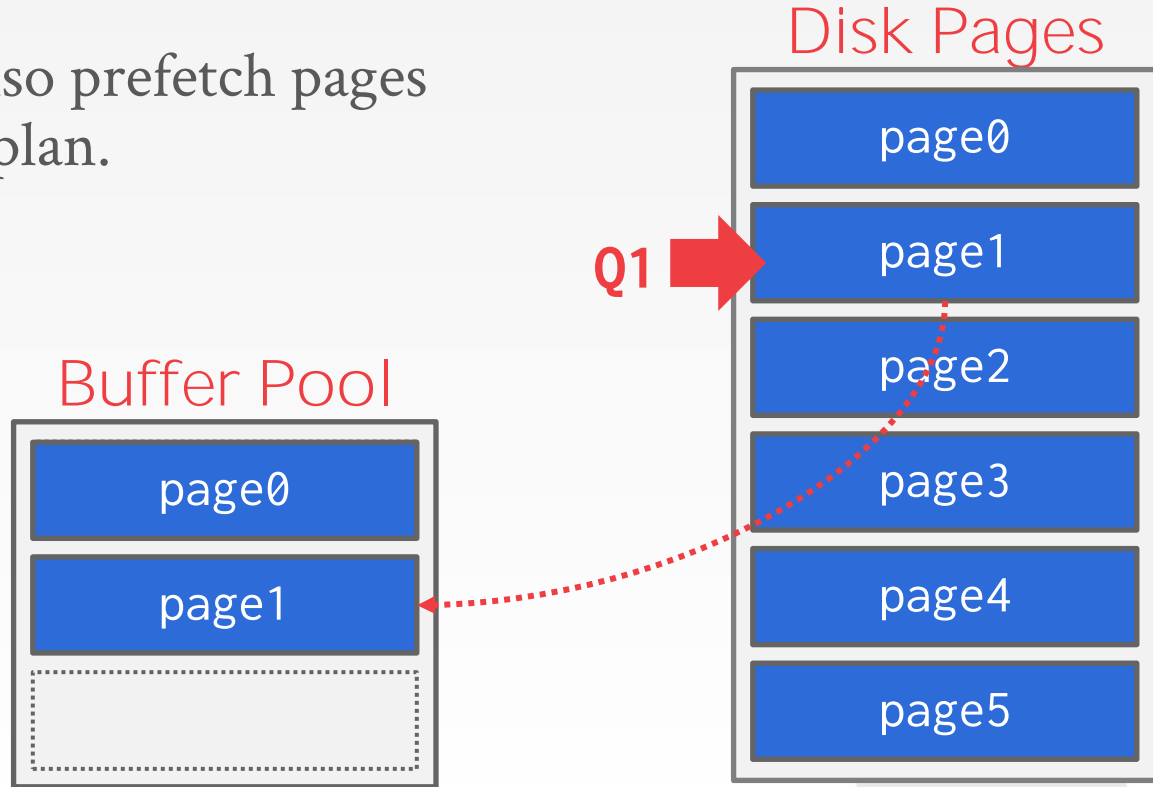 so prefetch pages
plan.
Disk Pages
page0
page1
page2
page3
page4
page5
Q1
Buffer Pool
page0
page1